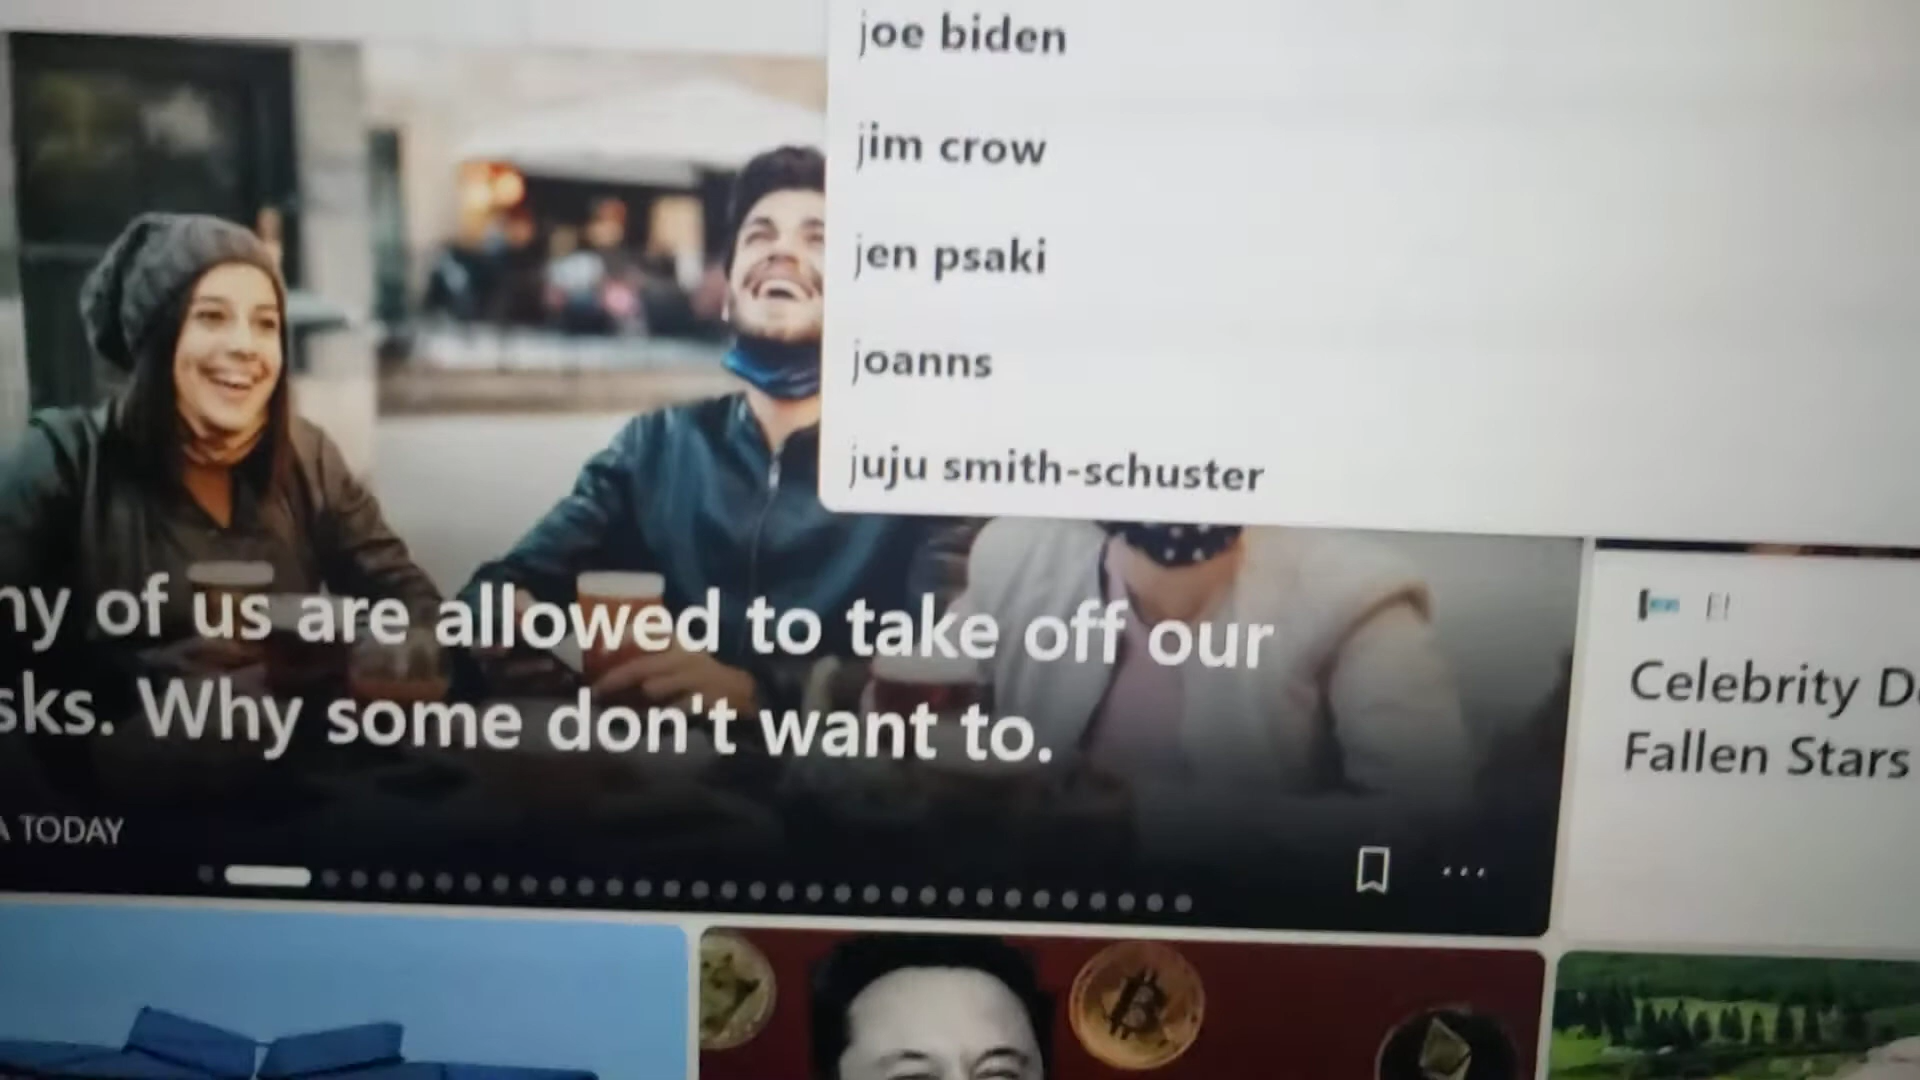 joe biden
jim crow
jen psaki
joanns
juju smith-schuster
ny of us are allowed to take off our
sks. Why some don't want to.
A TODAY
E!
Celebrity D
Fallen Stars